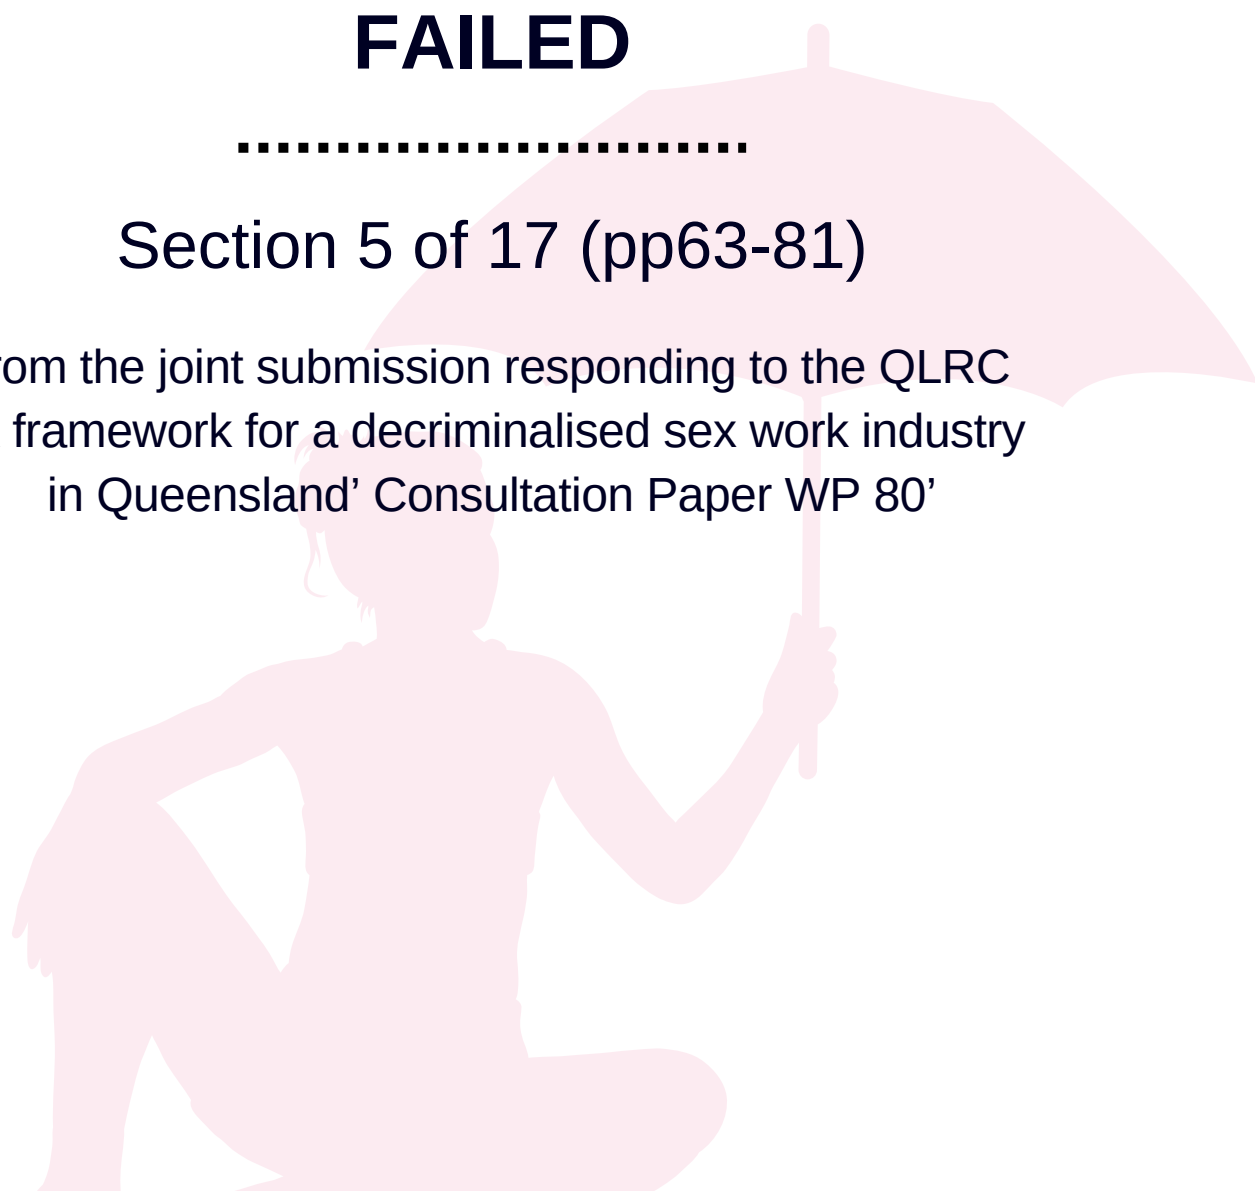 FAILED
Section 5 of 17 (pp63-81)
rom the joint submission responding to the QLRC
framework for a decriminalised sex work industry
in Queensland’ Consultation Paper WP 80’